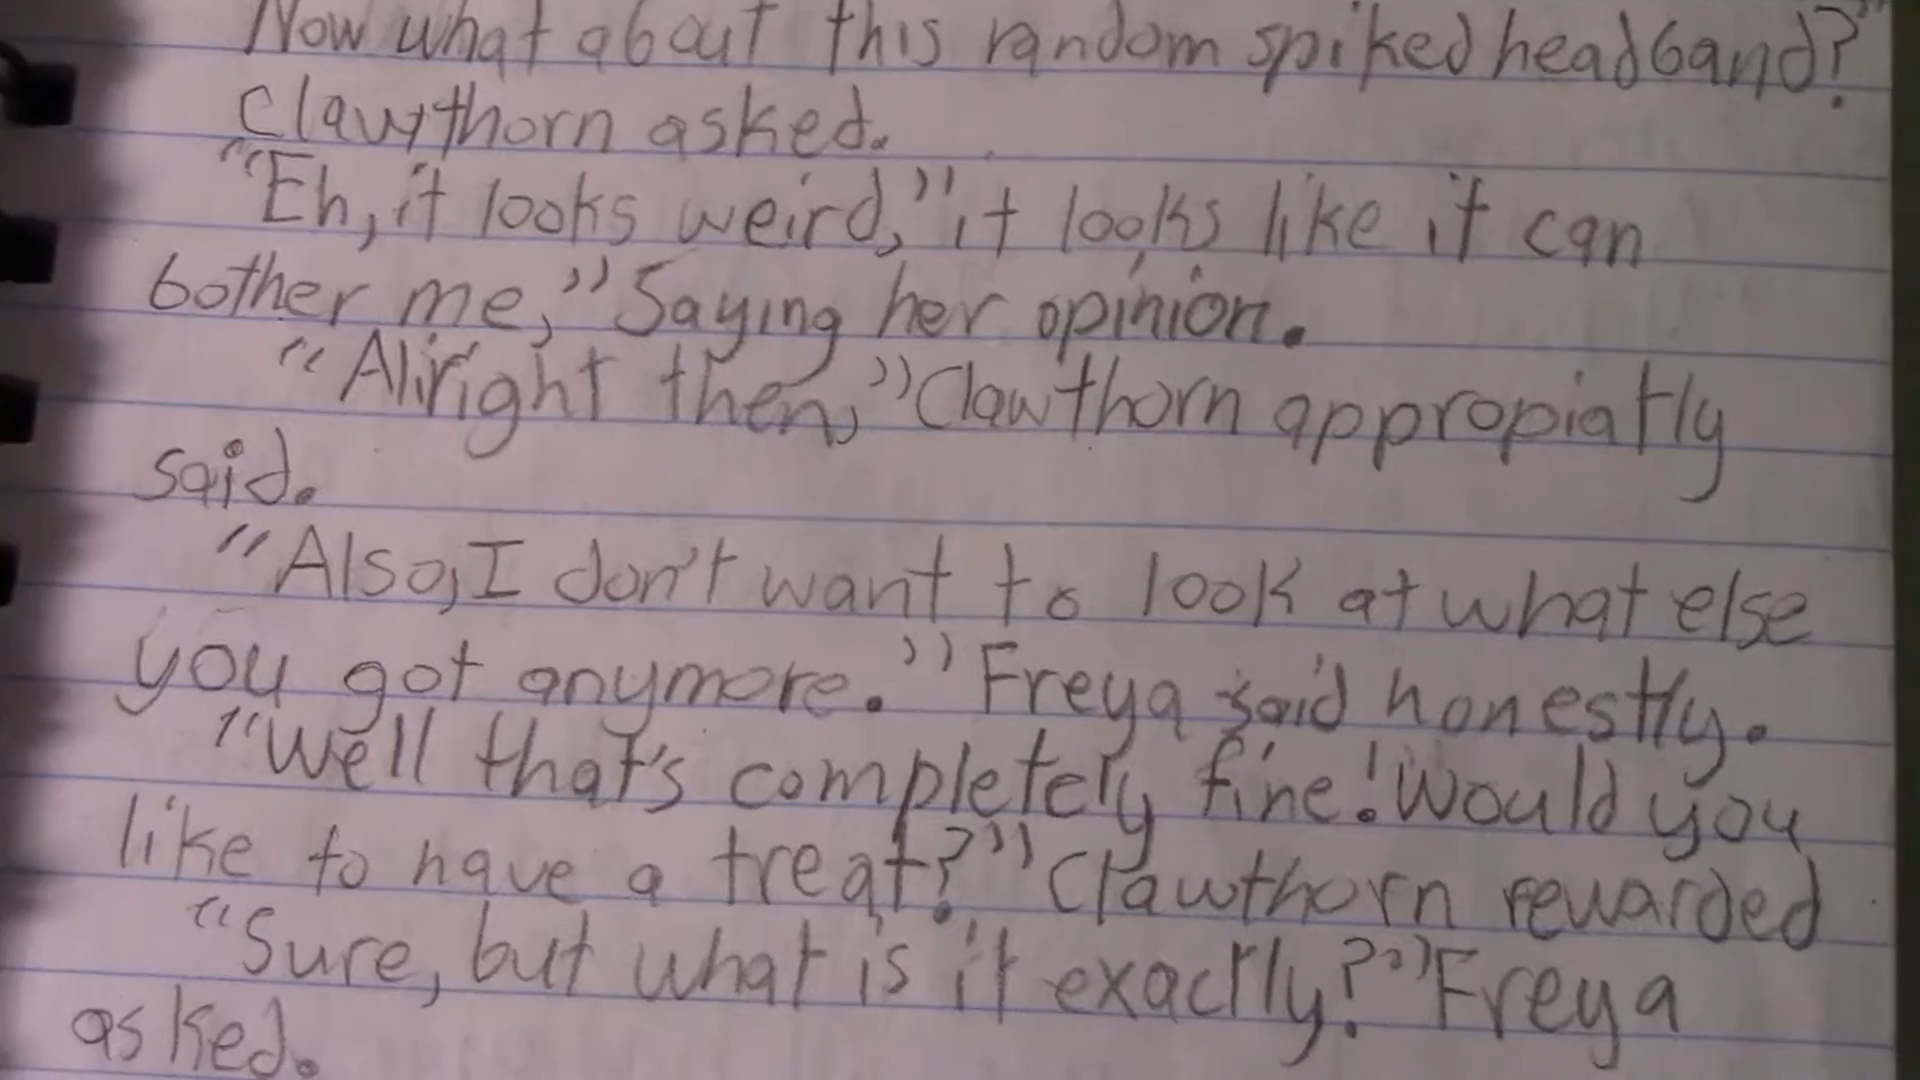 Now what about this random spiked headband?"
Clawthorn asked.
"Eh, it looks weird," "it looks like it can
bother me," Saying her opinion.
"Alright then," Clawthorn appropiatly
said.
"Also, I don't want to look at what else
you got anymore." Freya said honestly.
"Well that's completely fine! Would you
like to have a treat?" Clawthorn rewarded
"Sure, but what is it exactly?" Freya
asked.